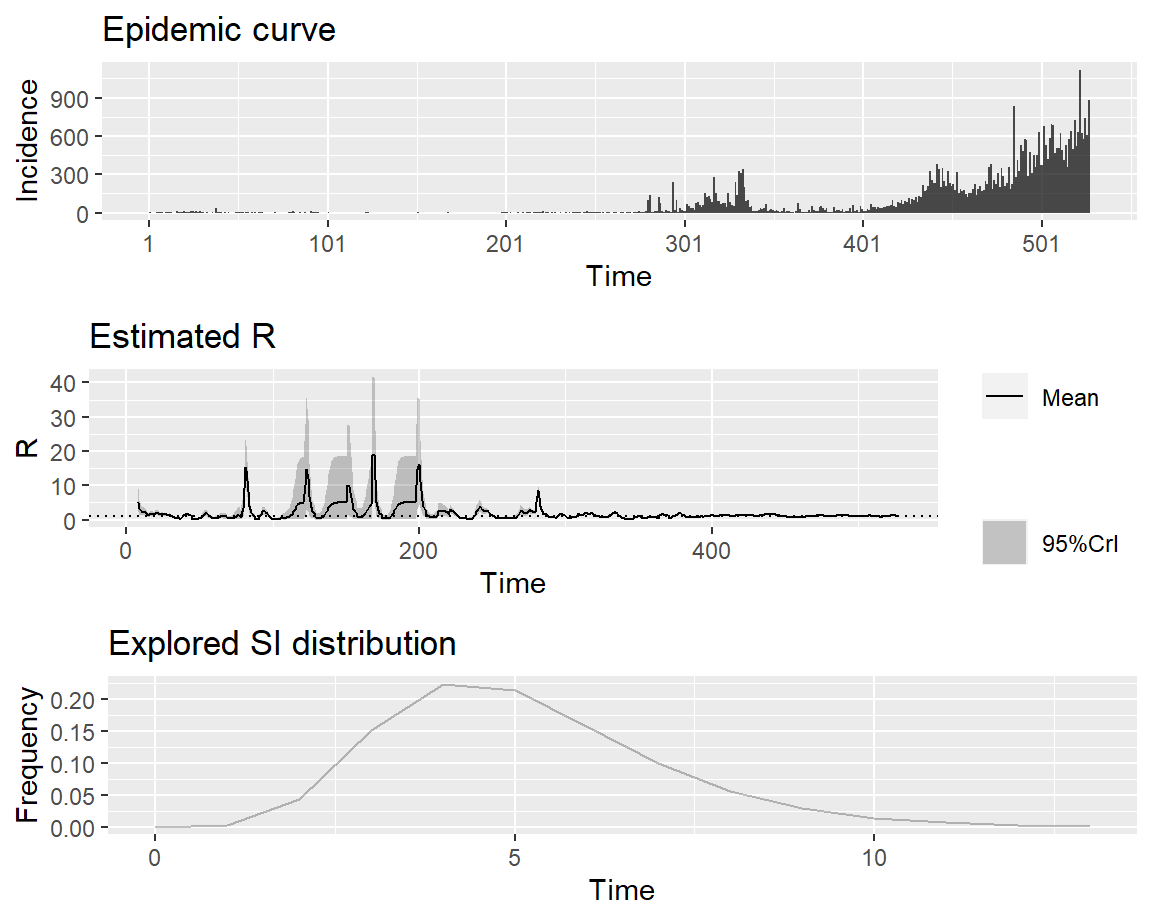 Epidemic curve
Incidence
900
600
300
0
1 101 201 301 401 501
Time
Estimated R
R
40
30
20
10
0
0 200 400
Time
Mean
95%CrI
Explored SI distribution
Frequency
0.20
0.15
0.10
0.05
0.00
0 5 10
Time